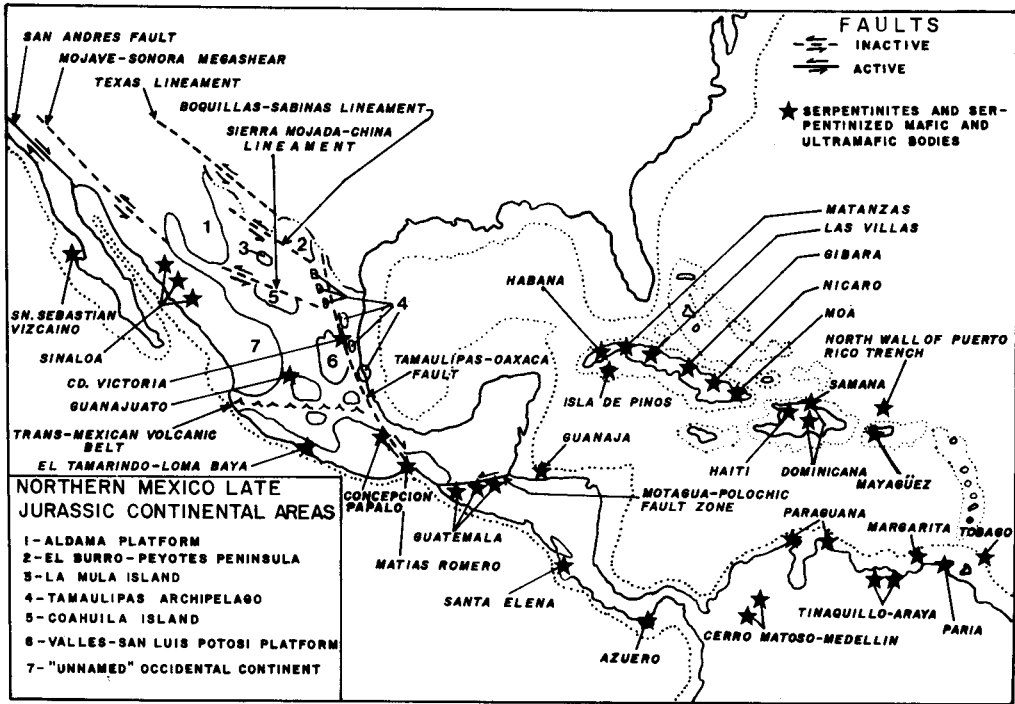 SAN ANDRES FAULT
MOJAVE-SONORA MEGASHEAR
TEXAS LINEAMENT
BOQUILLAS-SABINAS LINEAMENT
SIERRA MOJADA-CHINA
LINEAMENT
FAULTS
INACTIVE
ACTIVE
SERPENTINITES AND SER-
PENTINIZED MAFIC AND
ULTRAMAFIC BODIES
1
2
3
4
5
6
7
SN. SEBASTIAN
VIZCAINO
SINALOA
CD. VICTORIA
GUANAJUATO
TRANS-MEXICAN VOLCANIC
BELT
EL TAMARINDO-LOMA BAYA
TAMAULIPAS-OAXACA
FAULT
CONCEPCION
PAPALO
MATIAS ROMERO
GUATEMALA
GUANAJA
MOTAGUA-POLOCHIC
FAULT ZONE
SANTA ELENA
AZUERO
HABANA
ISLA DE PINOS
MATANZAS
LAS VILLAS
GIBARA
NICARO
MOA
NORTH WALL OF PUERTO
RICO TRENCH
SAMANA
HAITI
DOMINICANA
MAYAGÜEZ
PARAGUANA
MARGARITA
TOBAGO
TINAQUILLO-ARAYA
PARIA
CERRO MATOSO-MEDELLIN
NORTHERN MEXICO LATE
JURASSIC CONTINENTAL AREAS
1-ALDAMA PLATFORM
2-EL BURRO-PEYOTES PENINSULA
3-LA MULA ISLAND
4-TAMAULIPAS ARCHIPELAGO
5-COAHUILA ISLAND
6-VALLES-SAN LUIS POTOSI PLATFORM
7-"UNNAMED" OCCIDENTAL CONTINENT